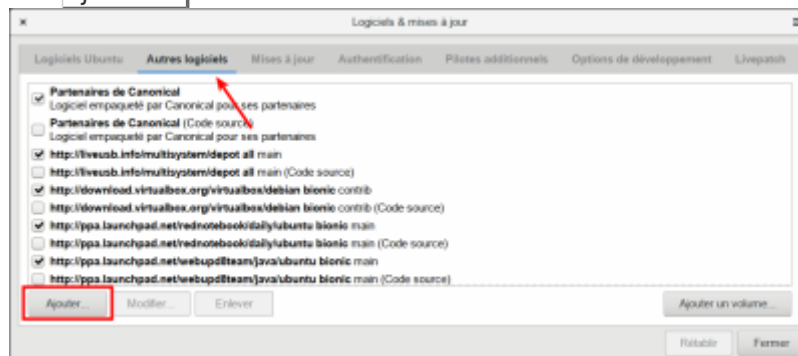 Ajouter
Logiciels & mises à jour
Logiciels Ubuntu Autres logiciels Mises à jour Authentification Pilotes additionnels Options de développement Livepatch
Partenaires de Canonical
Logiciel empaqueté par Canonical pour ses partenaires
Partenaires de Canonical (Code source)
Logiciel empaqueté par Canonical pour ses partenaires
http://liveusb.info/multisystem/depot all main
http://liveusb.info/multisystem/depot all main (Code source)
http://download.virtualbox.org/virtualbox/debian bionic contrib
http://download.virtualbox.org/virtualbox/debian bionic contrib (Code source)
http://ppa.launchpad.net/rednotebook/daily/ubuntu bionic main
http://ppa.launchpad.net/rednotebook/daily/ubuntu bionic main (Code source)
http://ppa.launchpad.net/webupd8team/java/ubuntu bionic main
http://ppa.launchpad.net/webupd8team/java/ubuntu bionic main (Code source)
Ajouter... Modifier... Enlever Ajouter un volume...
Rétablir Fermer